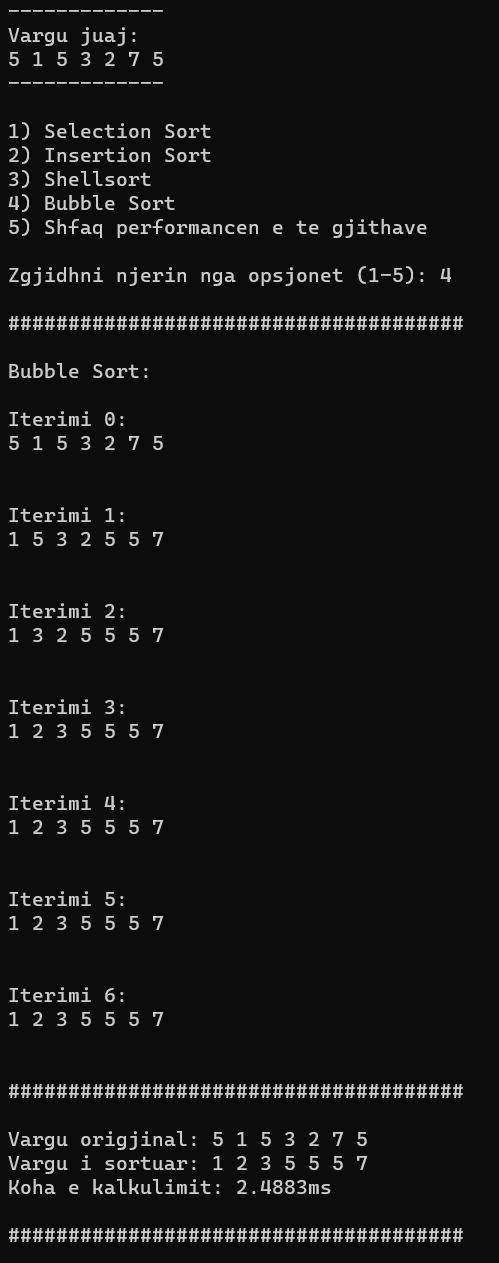 -------------
Vargu juaj:
5 1 5 3 2 7 5
-------------
1) Selection Sort
2) Insertion Sort
3) Shellsort
4) Bubble Sort
5) Shfaq performancen e te gjithave
Zgjidhni njerin nga opsjonet (1-5): 4
######################################
Bubble Sort:
Iterimi 0:
5 1 5 3 2 7 5
Iterimi 1:
1 5 3 2 5 5 7
Iterimi 2:
1 3 2 5 5 5 7
Iterimi 3:
1 2 3 5 5 5 7
Iterimi 4:
1 2 3 5 5 5 7
Iterimi 5:
1 2 3 5 5 5 7
Iterimi 6:
1 2 3 5 5 5 7
######################################
Vargu origjinal: 5 1 5 3 2 7 5
Vargu i sortuar: 1 2 3 5 5 5 7
Koha e kalkulimit: 2.4883ms
######################################